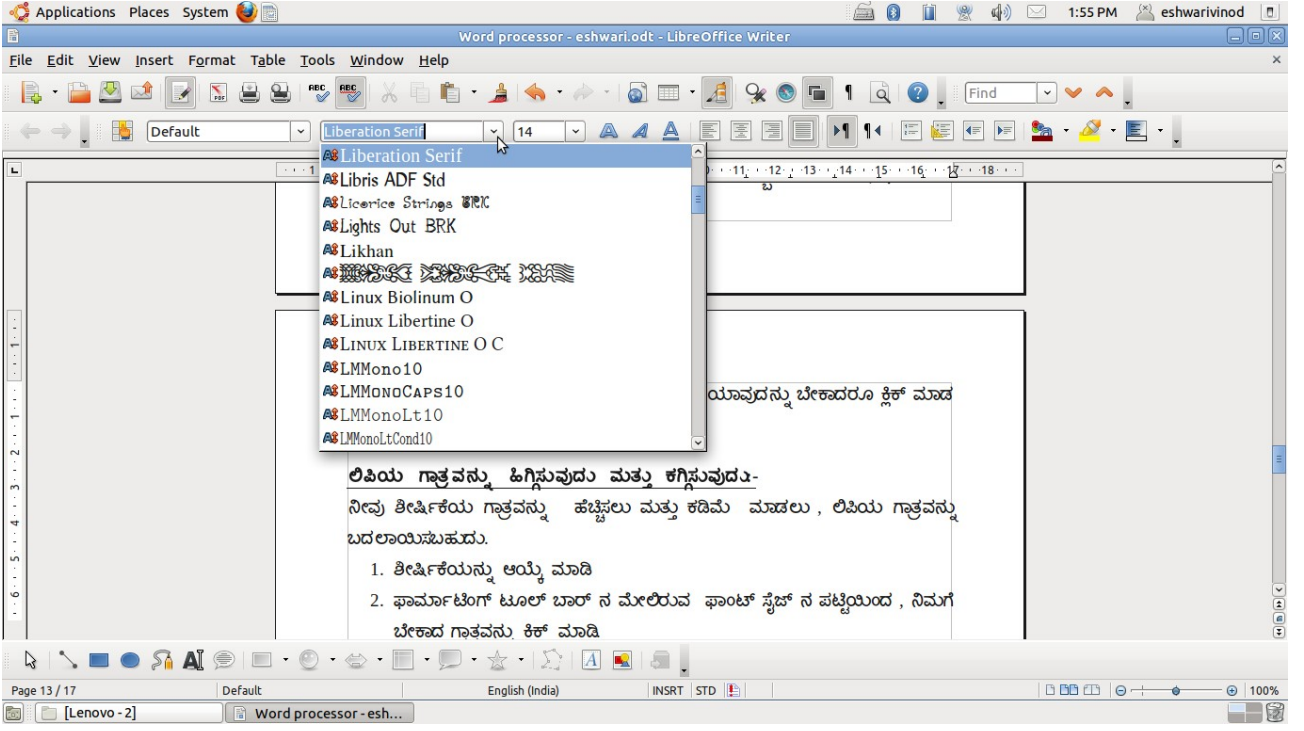 Applications Places System 1:55 PM eshwarivinod
Word processor - eshwari.odt - LibreOffice Writer
File Edit View Insert Format Table Tools Window Help
Find
Default Liberation Serif 14
Liberation Serif
Libris ADF Std
Licorice Strings BRK
Lights Out BRK
Likhan
Linux Biolinum O
Linux Libertine O
LINUX LIBERTINE O C
LMMono10
LMMonoCaps10
LMMonoLt10
LMMonoLtCond10
ಯಾವುದನ್ನು ಬೇಕಾದರೂ ಕ್ಲಿಕ್ ಮಾಡ
ಲಿಪಿಯ ಗಾತ್ರವನ್ನು ಹಿಗ್ಗಿಸುವುದು ಮತ್ತು ಕಗ್ಗಿಸುವುದು:-
ನೀವು ಶೀರ್ಷಿಕೆಯ ಗಾತ್ರವನ್ನು ಹೆಚ್ಚಿಸಲು ಮತ್ತು ಕಡಿಮೆ ಮಾಡಲು , ಲಿಪಿಯ ಗಾತ್ರವನ್ನು
ಬದಲಾಯಿಸಬಹುದು.
1. ಶೀರ್ಷಿಕೆಯನ್ನು ಆಯ್ಕೆ ಮಾಡಿ
2. ಫಾರ್ಮಾಟಿಂಗ್ ಟೂಲ್ ಬಾರ್ ನ ಮೇಲಿರುವ ಫಾಂಟ್ ಸೈಜ್ ನ ಪಟ್ಟಿಯಿಂದ , ನಿಮಗೆ
ಬೇಕಾದ ಗಾತ್ರವನ್ನು ಕ್ಲಿಕ್ ಮಾಡಿ
Page 13 / 17 Default English (India) INSRT STD 100%
[Lenovo - 2] Word processor - esh...